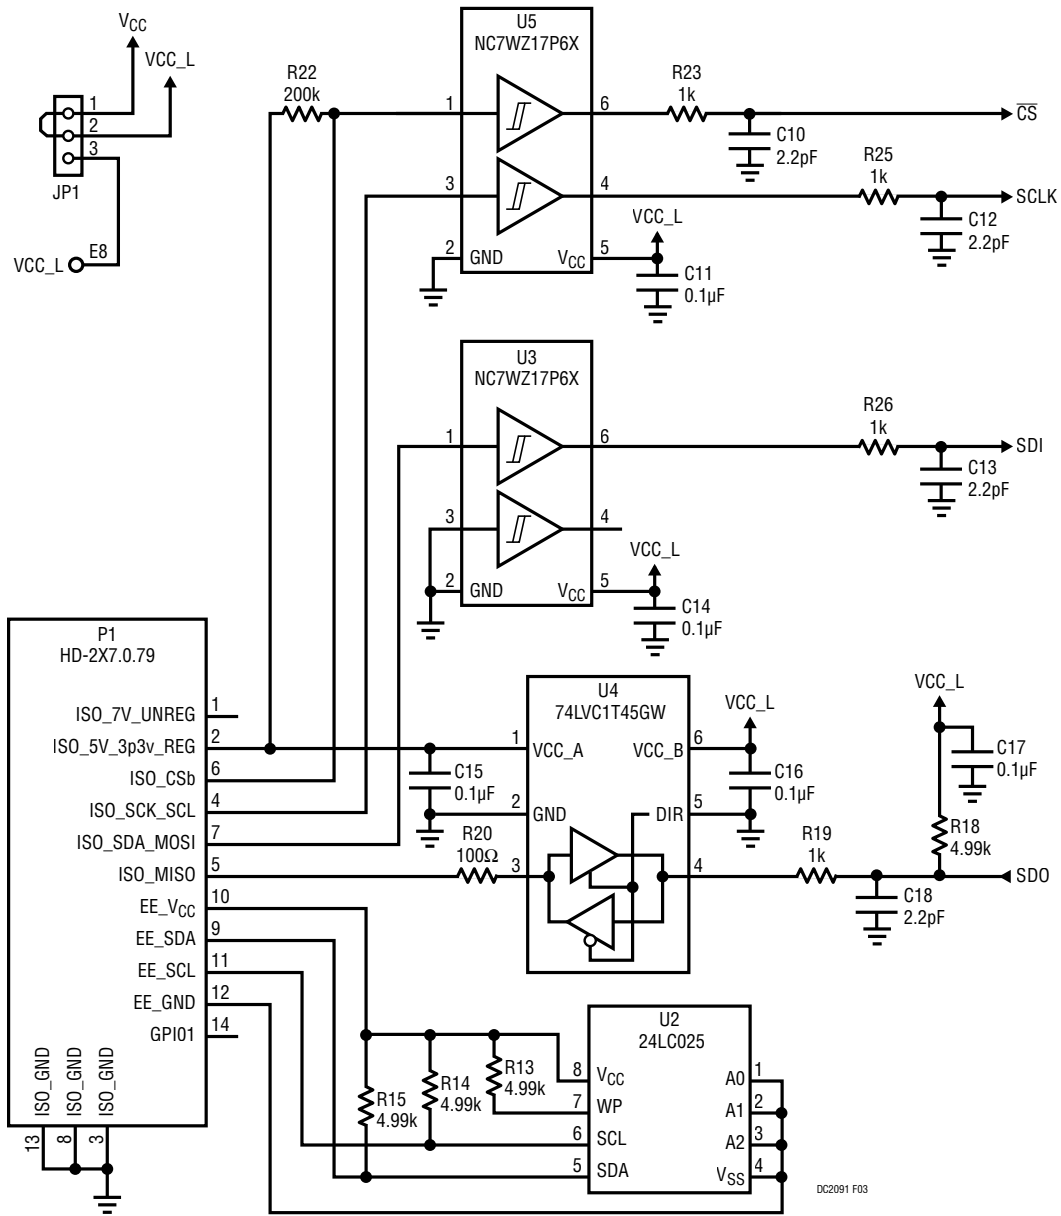 V_CC
VCC_L
1
2
3
JP1
E8
VCC_L
R22
200k
U5
NC7WZ17P6X
1
6
R23
1k
C10
2.2pF
CS̅
3
4
R25
1k
SCLK
C12
2.2pF
2
GND
V_CC
5
VCC_L
C11
0.1µF
U3
NC7WZ17P6X
1
6
R26
1k
SDI
C13
2.2pF
3
4
2
GND
V_CC
5
VCC_L
C14
0.1µF
P1
HD-2X7.0.79
ISO_7V_UNREG
1
ISO_5V_3p3v_REG
2
ISO_CSb
6
ISO_SCK_SCL
4
ISO_SDA_MOSI
7
ISO_MISO
5
EE_V_CC
10
EE_SDA
9
EE_SCL
11
EE_GND
12
GPI01
14
ISO_GND
ISO_GND
ISO_GND
13
8
3
U4
74LVC1T45GW
1
VCC_A
VCC_B
6
VCC_L
C15
0.1µF
C16
0.1µF
2
GND
DIR
5
R20
100Ω
3
4
R19
1k
VCC_L
C17
0.1µF
R18
4.99k
C18
2.2pF
SDO
U2
24LC025
R15
4.99k
R14
4.99k
R13
4.99k
8
V_CC
7
WP
6
SCL
5
SDA
A0
1
A1
2
A2
3
V_SS
4
DC2091 F03